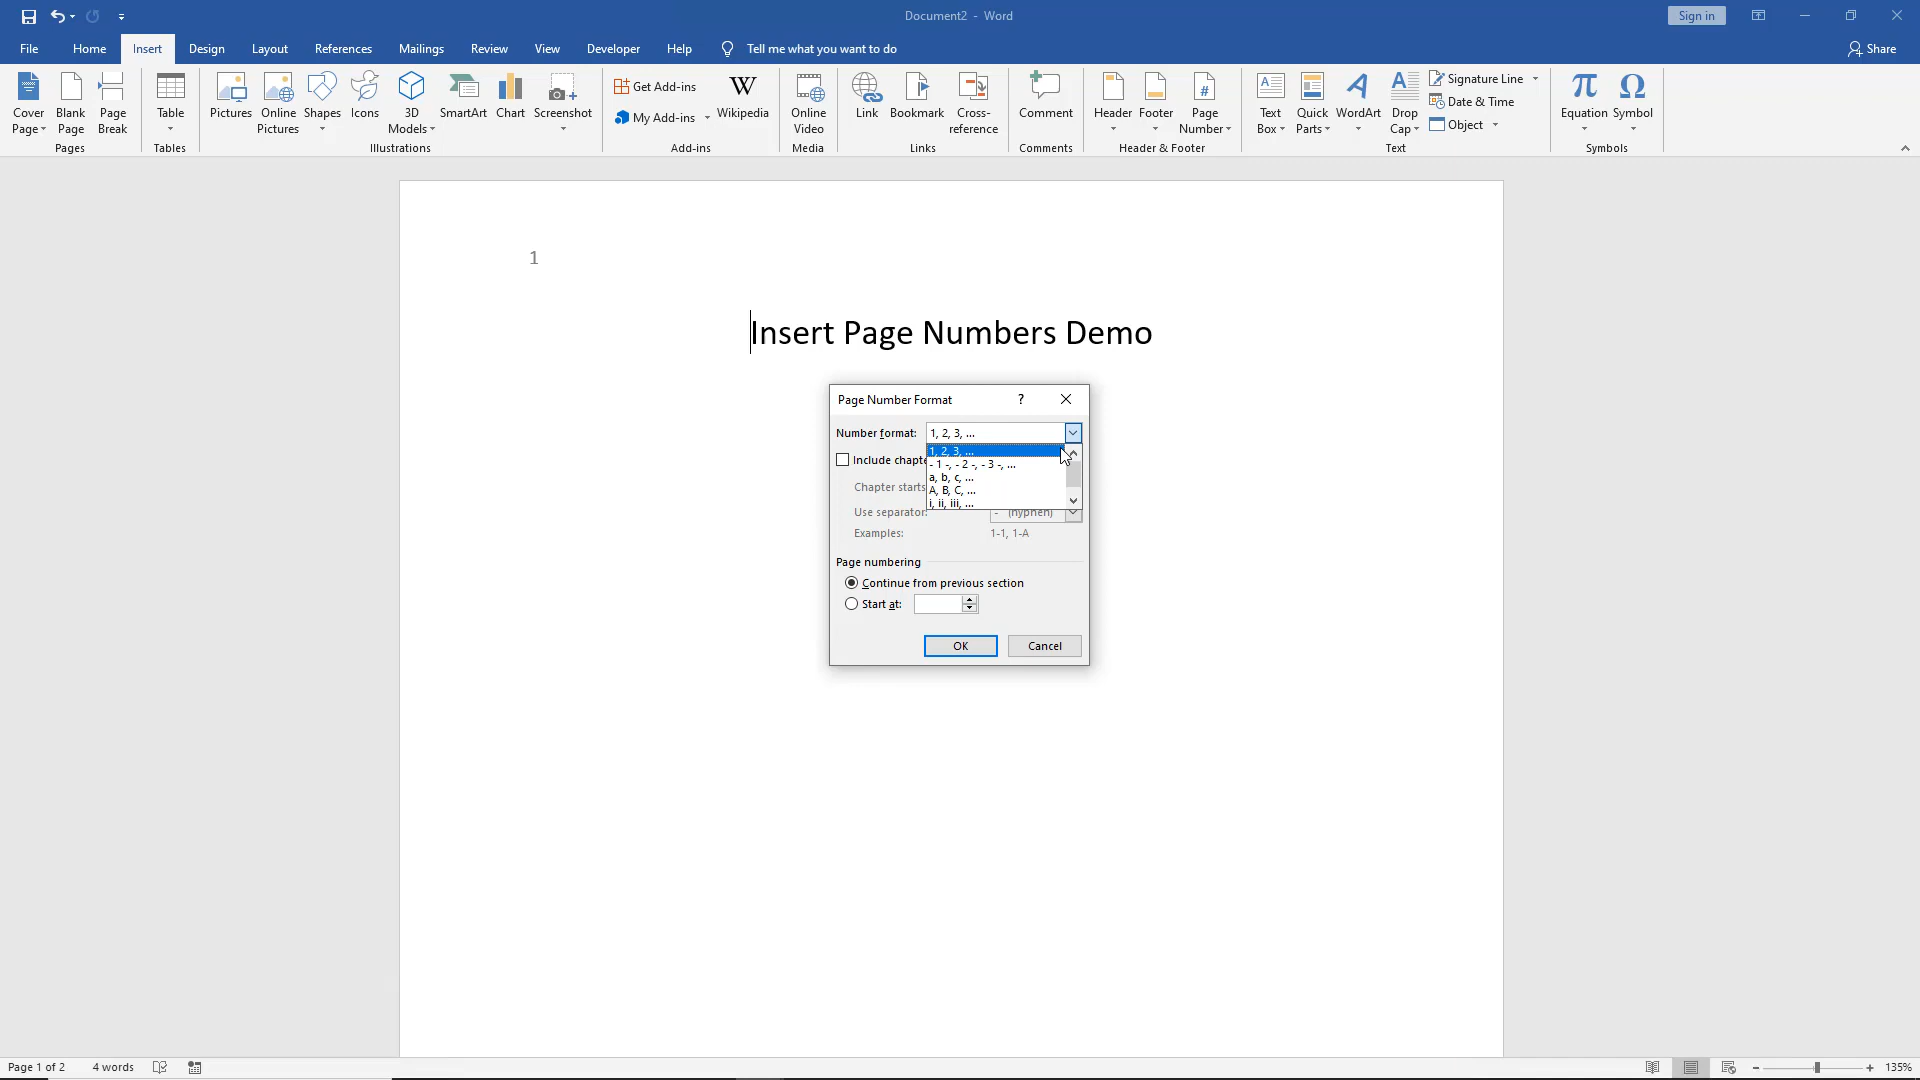 Document2 - Word
Sign in
File Home Insert Design Layout References Mailings Review View Developer Help Tell me what you want to do
Share
Cover Page
Blank Page
Page Break
Pages
Table
Tables
Pictures
Online Pictures
Shapes
Icons
3D Models
SmartArt
Chart
Screenshot
Illustrations
Get Add-ins
My Add-ins
W
Wikipedia
Add-ins
Online Video
Media
Link
Bookmark
Cross-reference
Links
Comment
Comments
Header
Footer
Page Number
Header & Footer
Text Box
Quick Parts
WordArt
Drop Cap
Signature Line
Date & Time
Object
Text
π
Equation
Ω
Symbol
Symbols
1
Insert Page Numbers Demo
Page Number Format ?
Number format: 1, 2, 3, ...
1, 2, 3, ...
- 1 -, - 2 -, - 3 -, ...
a, b, c, ...
A, B, C, ...
i, ii, iii, ...
Include chapte
Chapter starts
Use separator: - (hyphen)
Examples: 1-1, 1-A
Page numbering
Continue from previous section
Start at:
OK Cancel
Page 1 of 2 4 words
135%